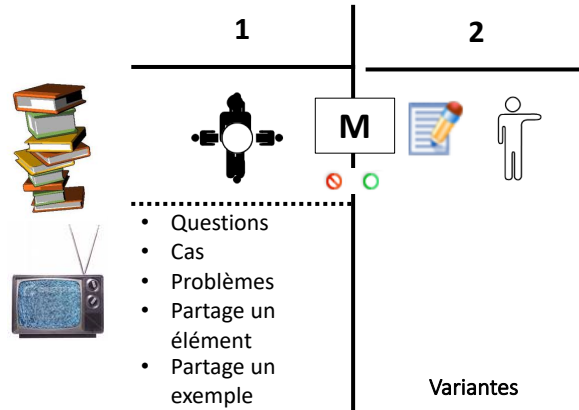 1
2
M
• Questions
• Cas
• Problèmes
• Partage un
élément
• Partage un
exemple
Variantes